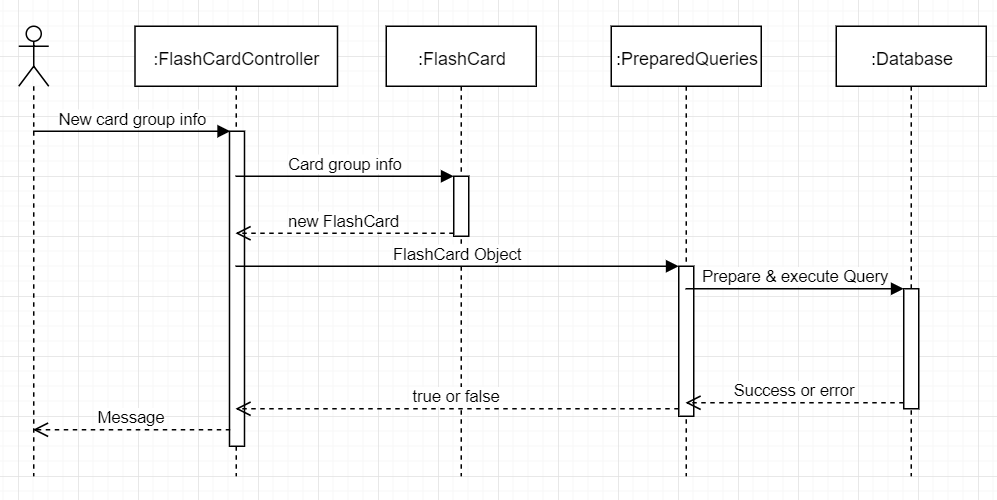 :FlashCardController
:FlashCard
:PreparedQueries
:Database
New card group info
Card group info
new FlashCard
FlashCard Object
Prepare & execute Query
Success or error
true or false
Message